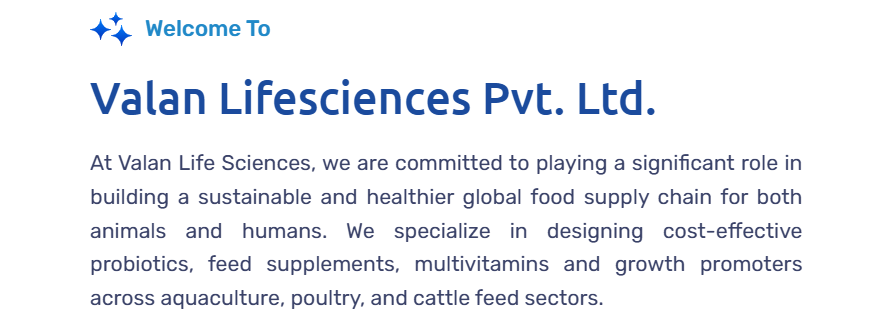 Welcome To
Valan Lifesciences Pvt. Ltd.
At Valan Life Sciences, we are committed to playing a significant role in
building a sustainable and healthier global food supply chain for both
animals and humans. We specialize in designing cost-effective
probiotics, feed supplements, multivitamins and growth promoters
across aquaculture, poultry, and cattle feed sectors.